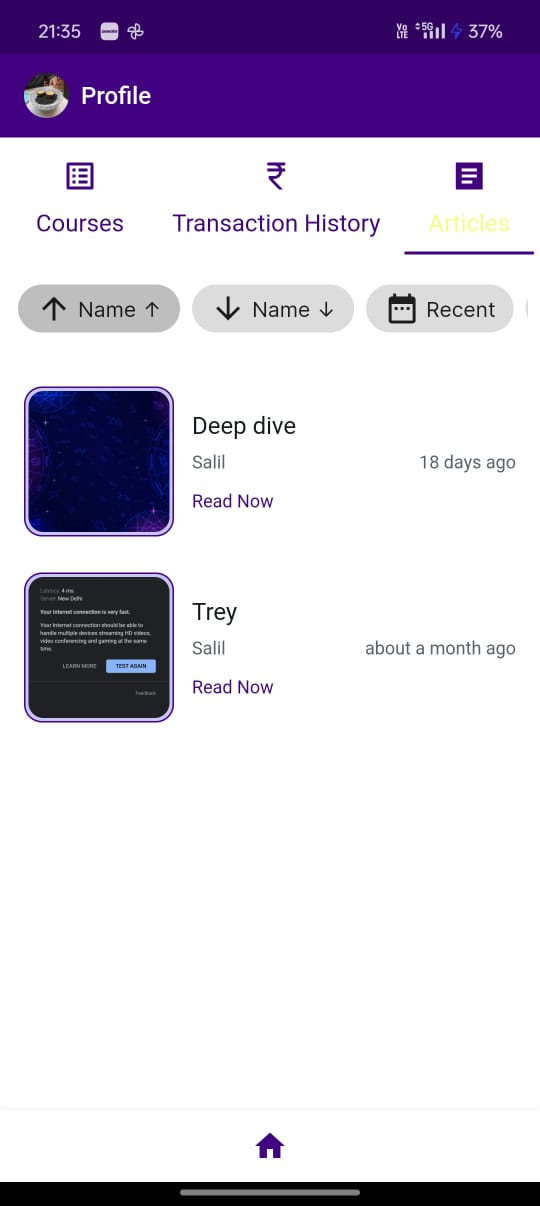 21:35
Vo LTE 5G 37%
Profile
₹
Courses Transaction History Articles
↑ Name ↑ ↓ Name ↓ Recent
Deep dive
Salil 18 days ago
Read Now
Latency: 4 ms
Server: New Delhi
Your Internet connection is very fast.
Your Internet connection should be able to
handle multiple devices streaming HD videos,
video conferencing and gaming at the same
time.
LEARN MORE TEST AGAIN
Feedback
Trey
Salil about a month ago
Read Now